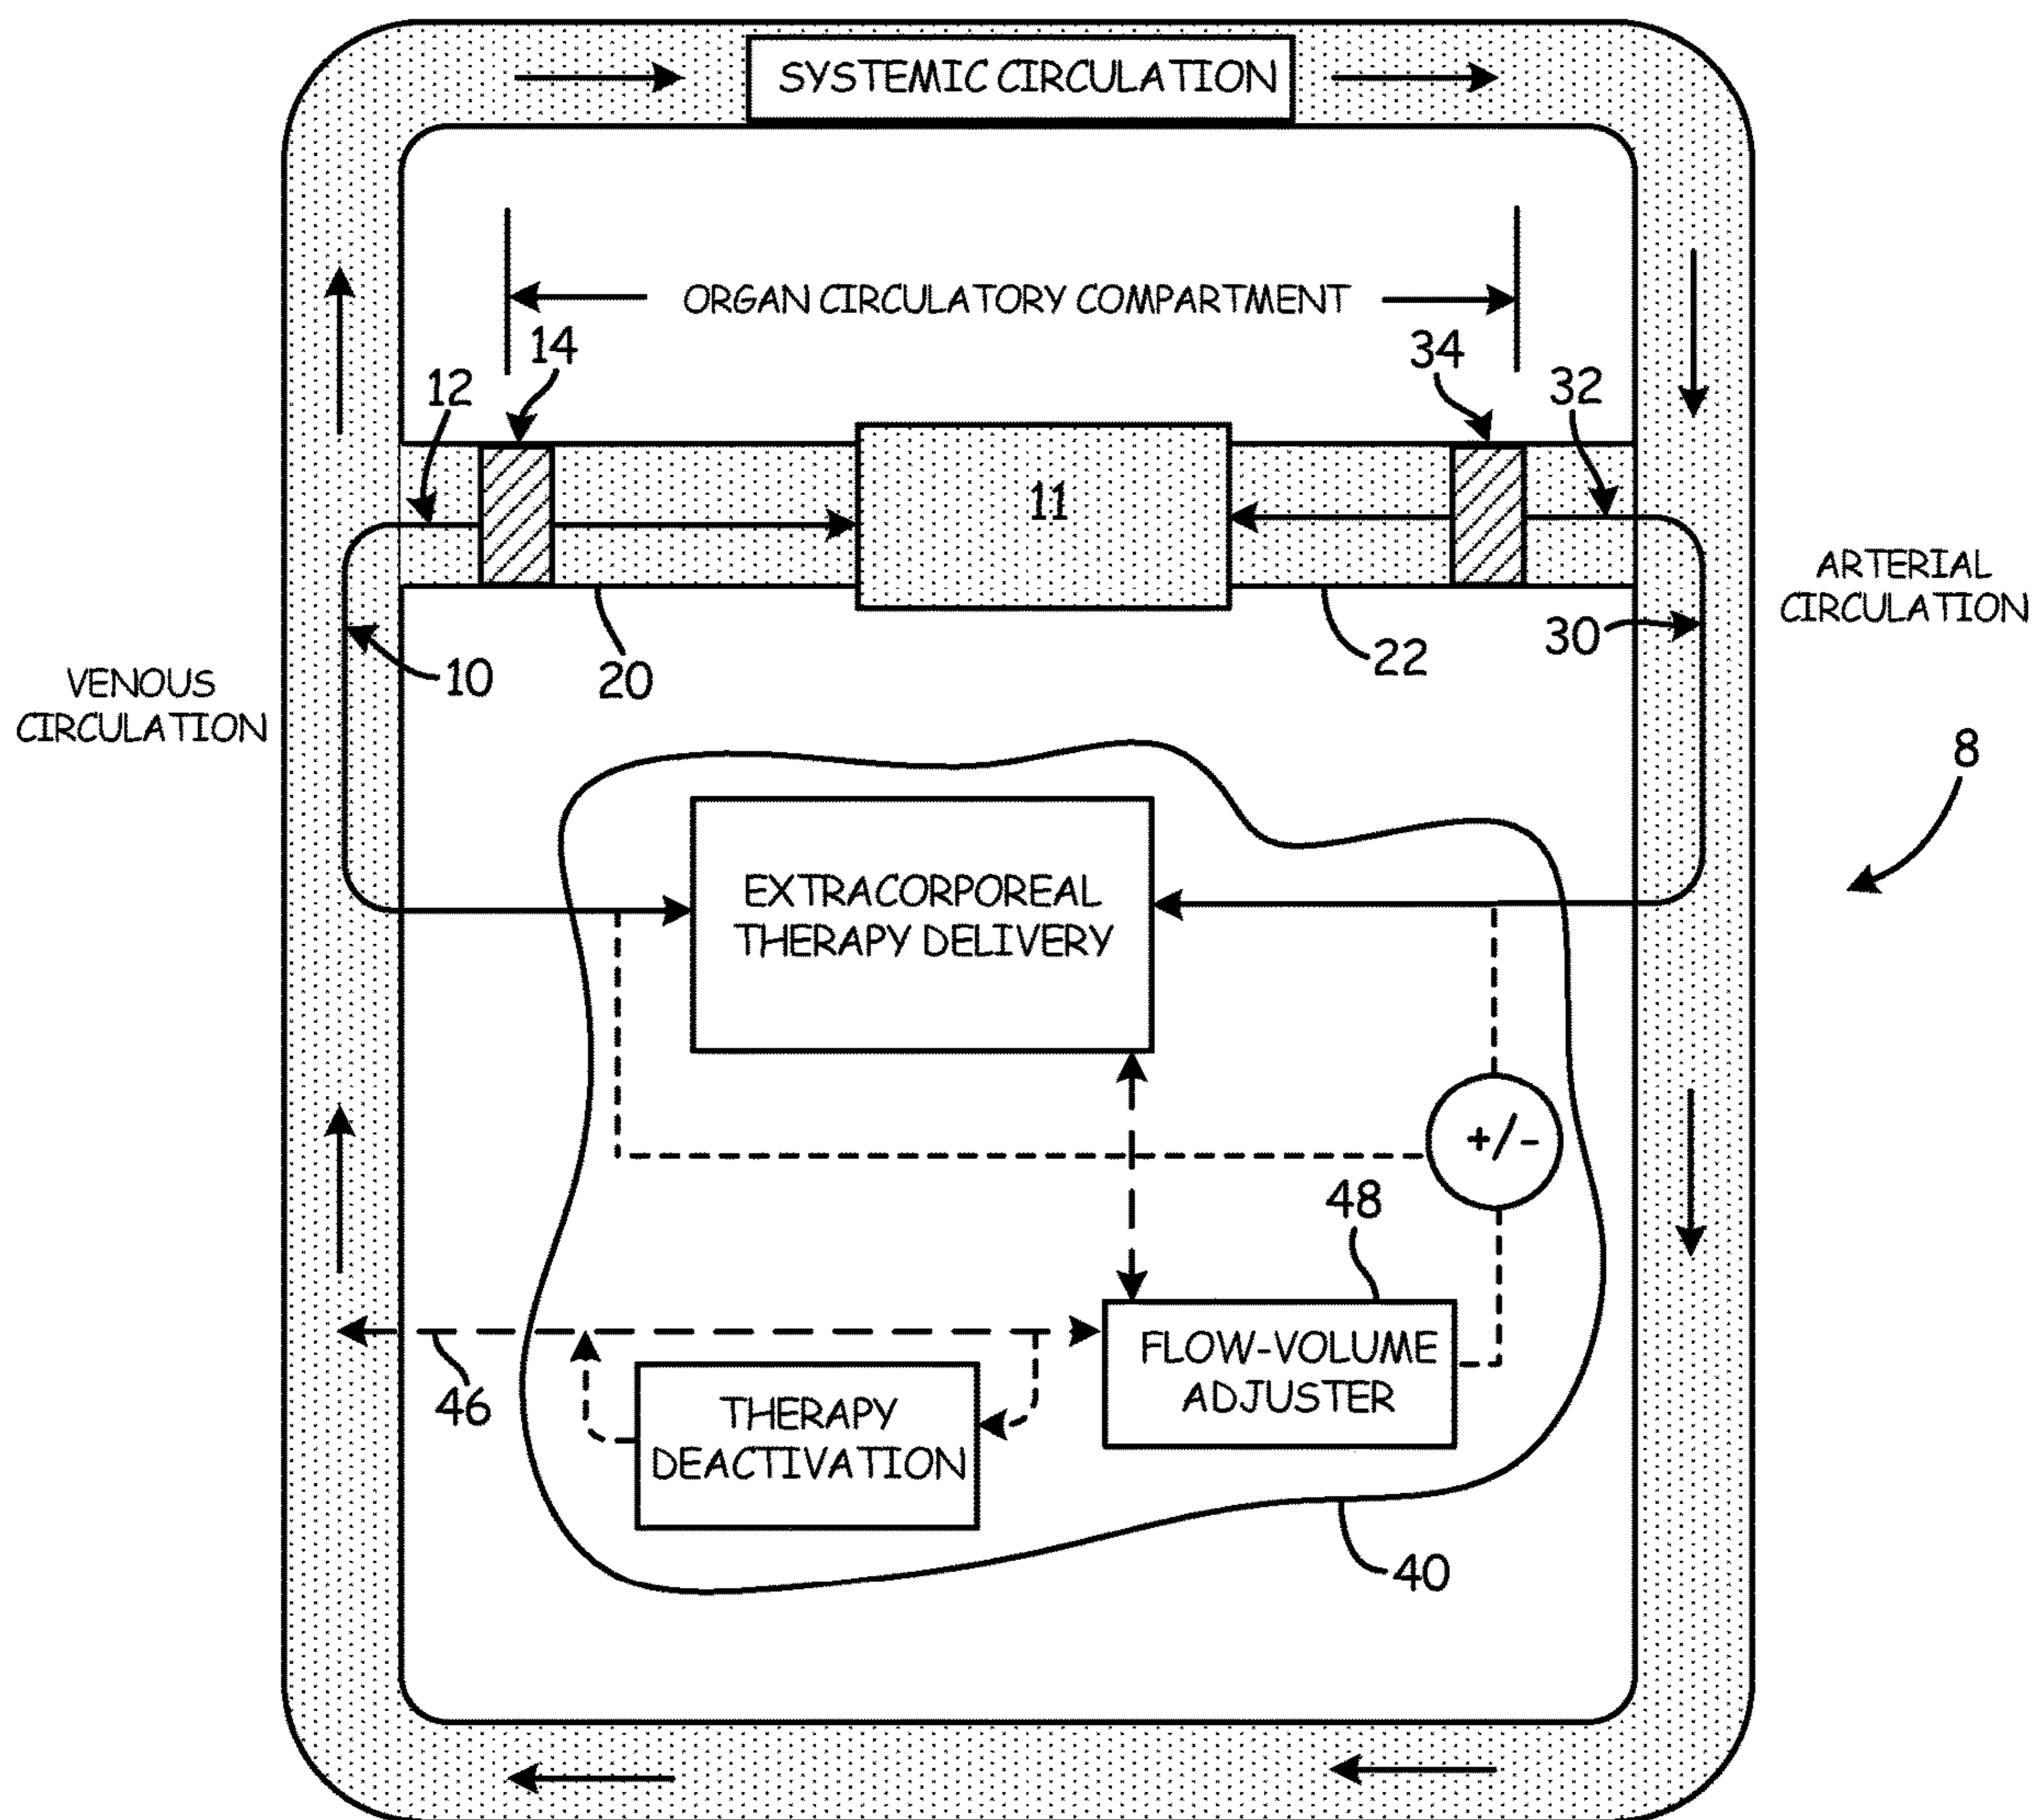 SYSTEMIC CIRCULATION
ORGAN CIRCULATORY COMPARTMENT
14
34
12
32
11
ARTERIAL
CIRCULATION
30
10
20
22
VENOUS
CIRCULATION
8
EXTRACORPOREAL
THERAPY DELIVERY
+/-
48
FLOW-VOLUME
ADJUSTER
46
THERAPY
DEACTIVATION
40